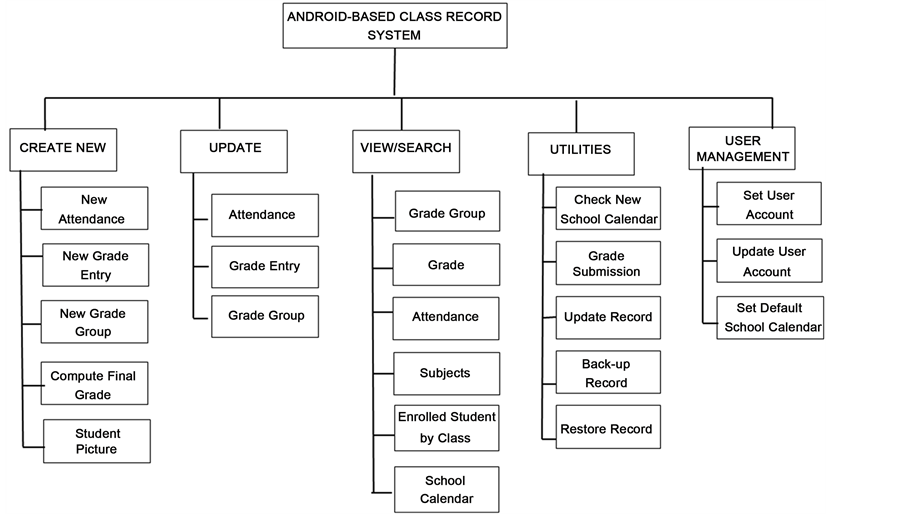 ANDROID-BASED CLASS RECORD
SYSTEM
CREATE NEW
New
Attendance
New Grade
Entry
New Grade
Group
Compute Final
Grade
Student
Picture
UPDATE
Attendance
Grade Entry
Grade Group
VIEW/SEARCH
Grade Group
Grade
Attendance
Subjects
Enrolled Student
by Class
School
Calendar
UTILITIES
Check New
School Calendar
Grade
Submission
Update Record
Back-up
Record
Restore Record
USER
MANAGEMENT
Set User
Account
Update User
Account
Set Default
School Calendar